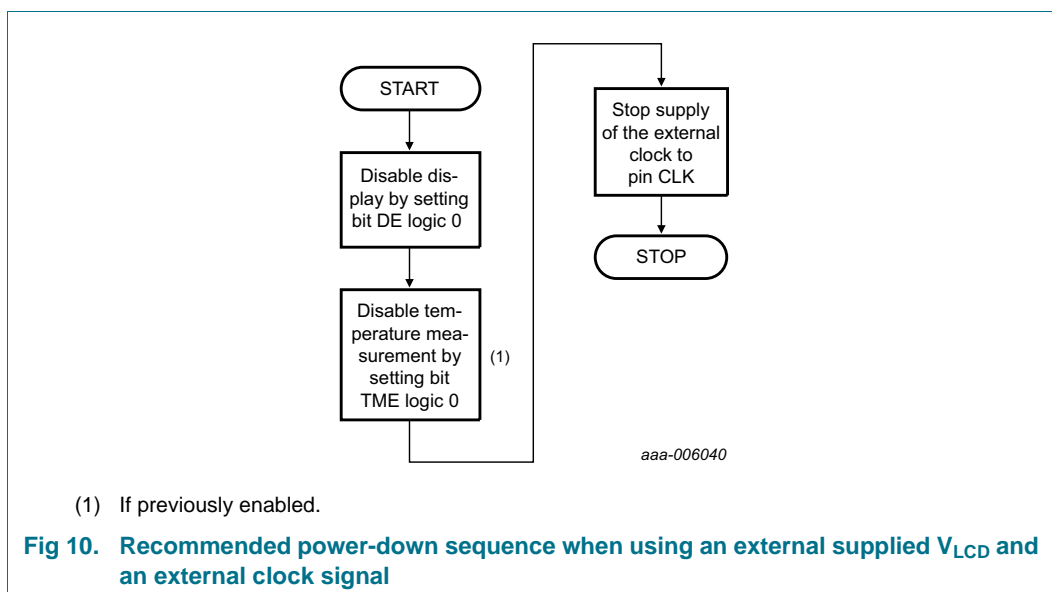 START
Disable dis-
play by setting
bit DE logic 0
Disable tem-
perature mea-
surement by
setting bit
TME logic 0
(1)
Stop supply
of the external
clock to
pin CLK
STOP
aaa-006040
(1) If previously enabled.
Fig 10. Recommended power-down sequence when using an external supplied VLCD and
an external clock signal